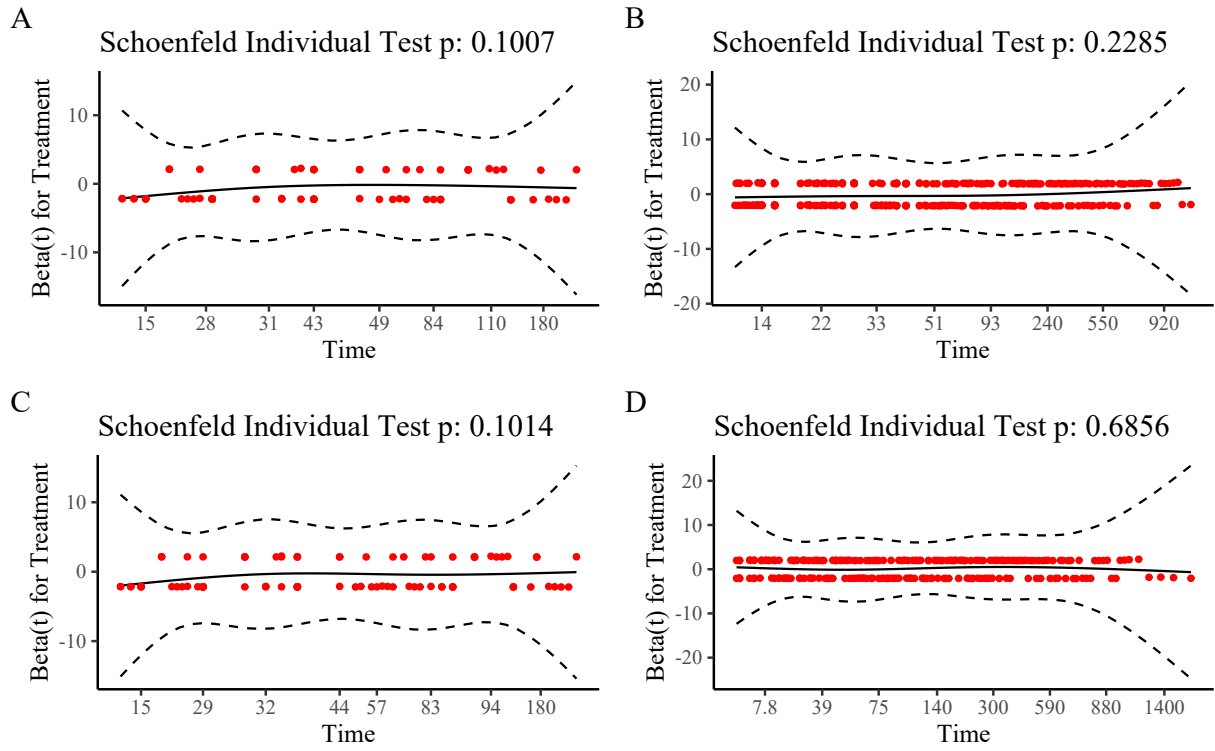 A
Schoenfeld Individual Test p: 0.1007
Beta(t) for Treatment
10
0
-10
15 28 31 43 49 84 110 180
Time
B
Schoenfeld Individual Test p: 0.2285
Beta(t) for Treatment
20
10
0
-10
-20
14 22 33 51 93 240 550 920
Time
C
Schoenfeld Individual Test p: 0.1014
Beta(t) for Treatment
10
0
-10
15 29 32 44 57 83 94 180
Time
D
Schoenfeld Individual Test p: 0.6856
Beta(t) for Treatment
20
10
0
-10
-20
7.8 39 75 140 300 590 880 1400
Time